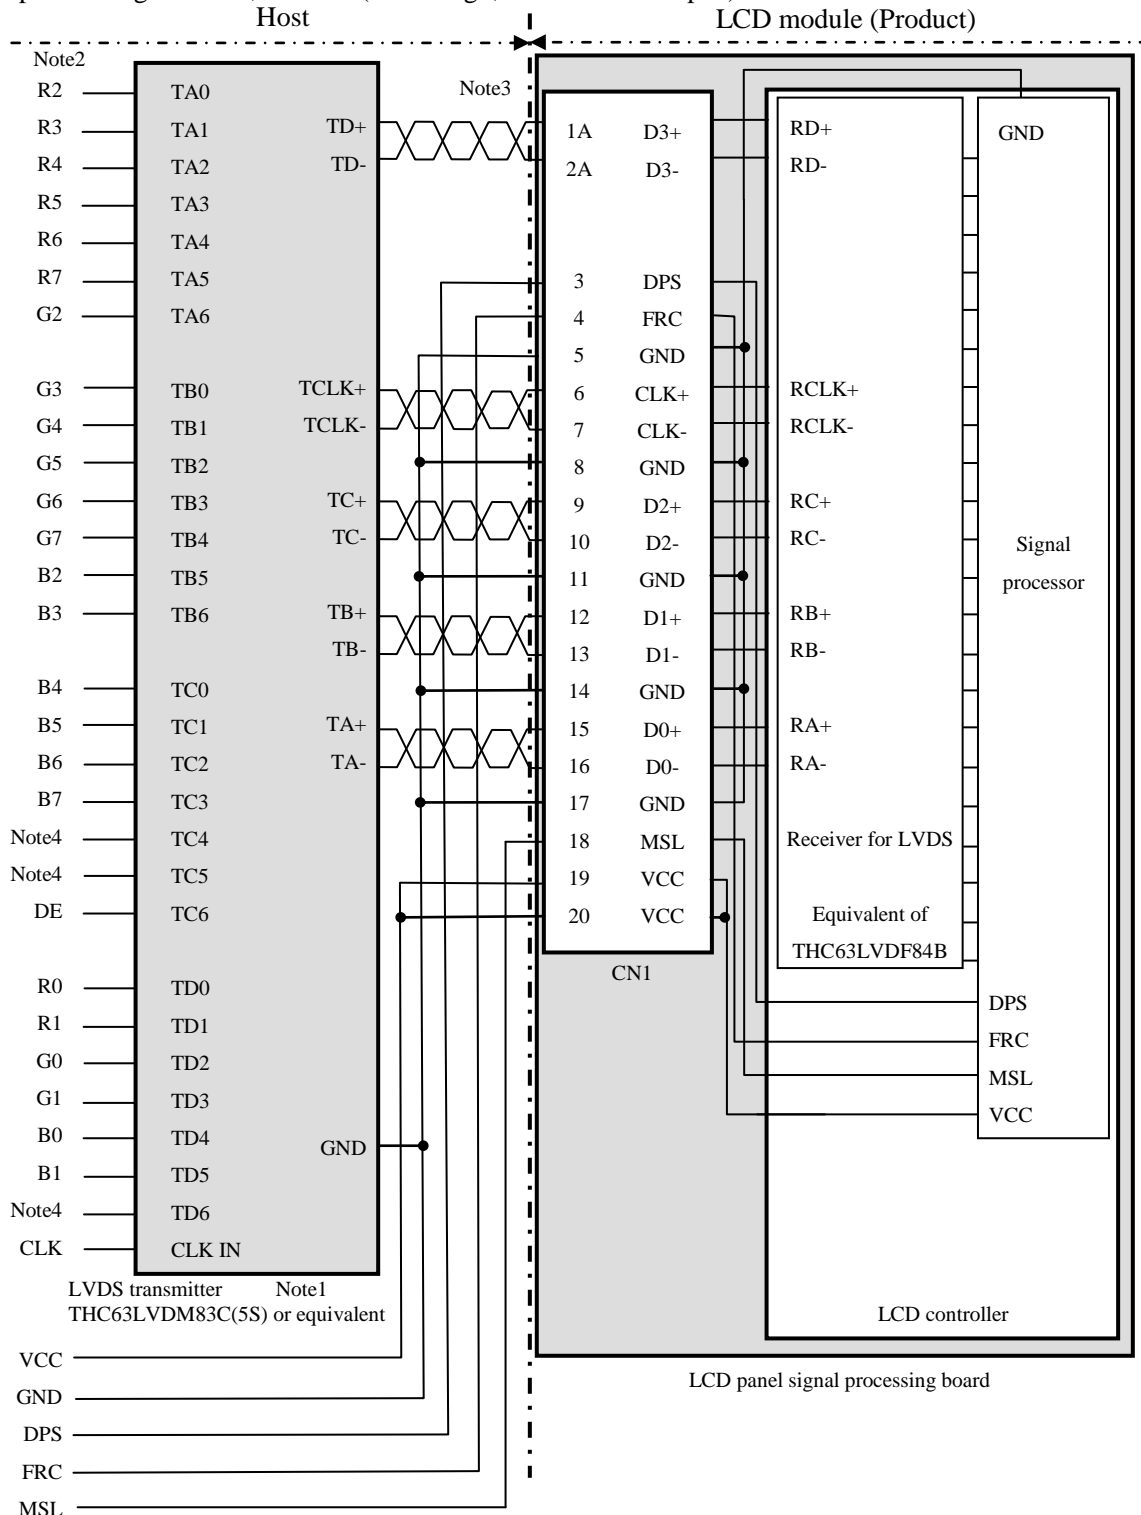 Host
LCD module (Product)
Note2
Note3
R2 TA0
R3 TA1
R4 TA2
R5 TA3
R6 TA4
R7 TA5
G2 TA6
G3 TB0
G4 TB1
G5 TB2
G6 TB3
G7 TB4
B2 TB5
B3 TB6
B4 TC0
B5 TC1
B6 TC2
B7 TC3
Note4 TC4
Note4 TC5
DE TC6
R0 TD0
R1 TD1
G0 TD2
G1 TD3
B0 TD4
B1 TD5
Note4 TD6
CLK CLK IN
TD+
TD-
TCLK+
TCLK-
TC+
TC-
TB+
TB-
TA+
TA-
GND
LVDS transmitter Note1
THC63LVDM83C(5S) or equivalent
VCC
GND
DPS
FRC
MSL
1A D3+
2A D3-
3 DPS
4 FRC
5 GND
6 CLK+
7 CLK-
8 GND
9 D2+
10 D2-
11 GND
12 D1+
13 D1-
14 GND
15 D0+
16 D0-
17 GND
18 MSL
19 VCC
20 VCC
CN1
RD+
RD-
RCLK+
RCLK-
RC+
RC-
RB+
RB-
RA+
RA-
Receiver for LVDS
Equivalent of
THC63LVDF84B
GND
Signal
processor
DPS
FRC
MSL
VCC
LCD controller
LCD panel signal processing board